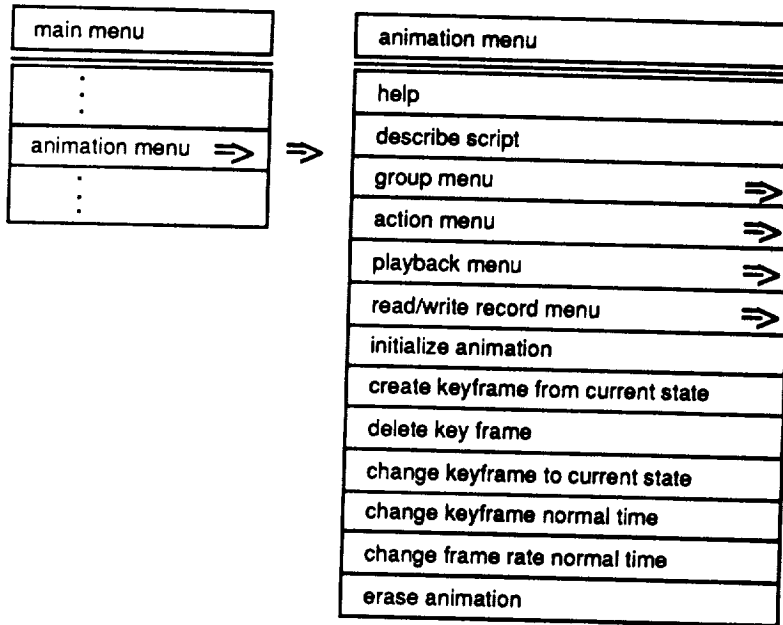 main menu
animation menu
animation menu
help
describe script
group menu
action menu
playback menu
read/write record menu
initialize animation
create keyframe from current state
delete key frame
change keyframe to current state
change keyframe normal time
change frame rate normal time
erase animation